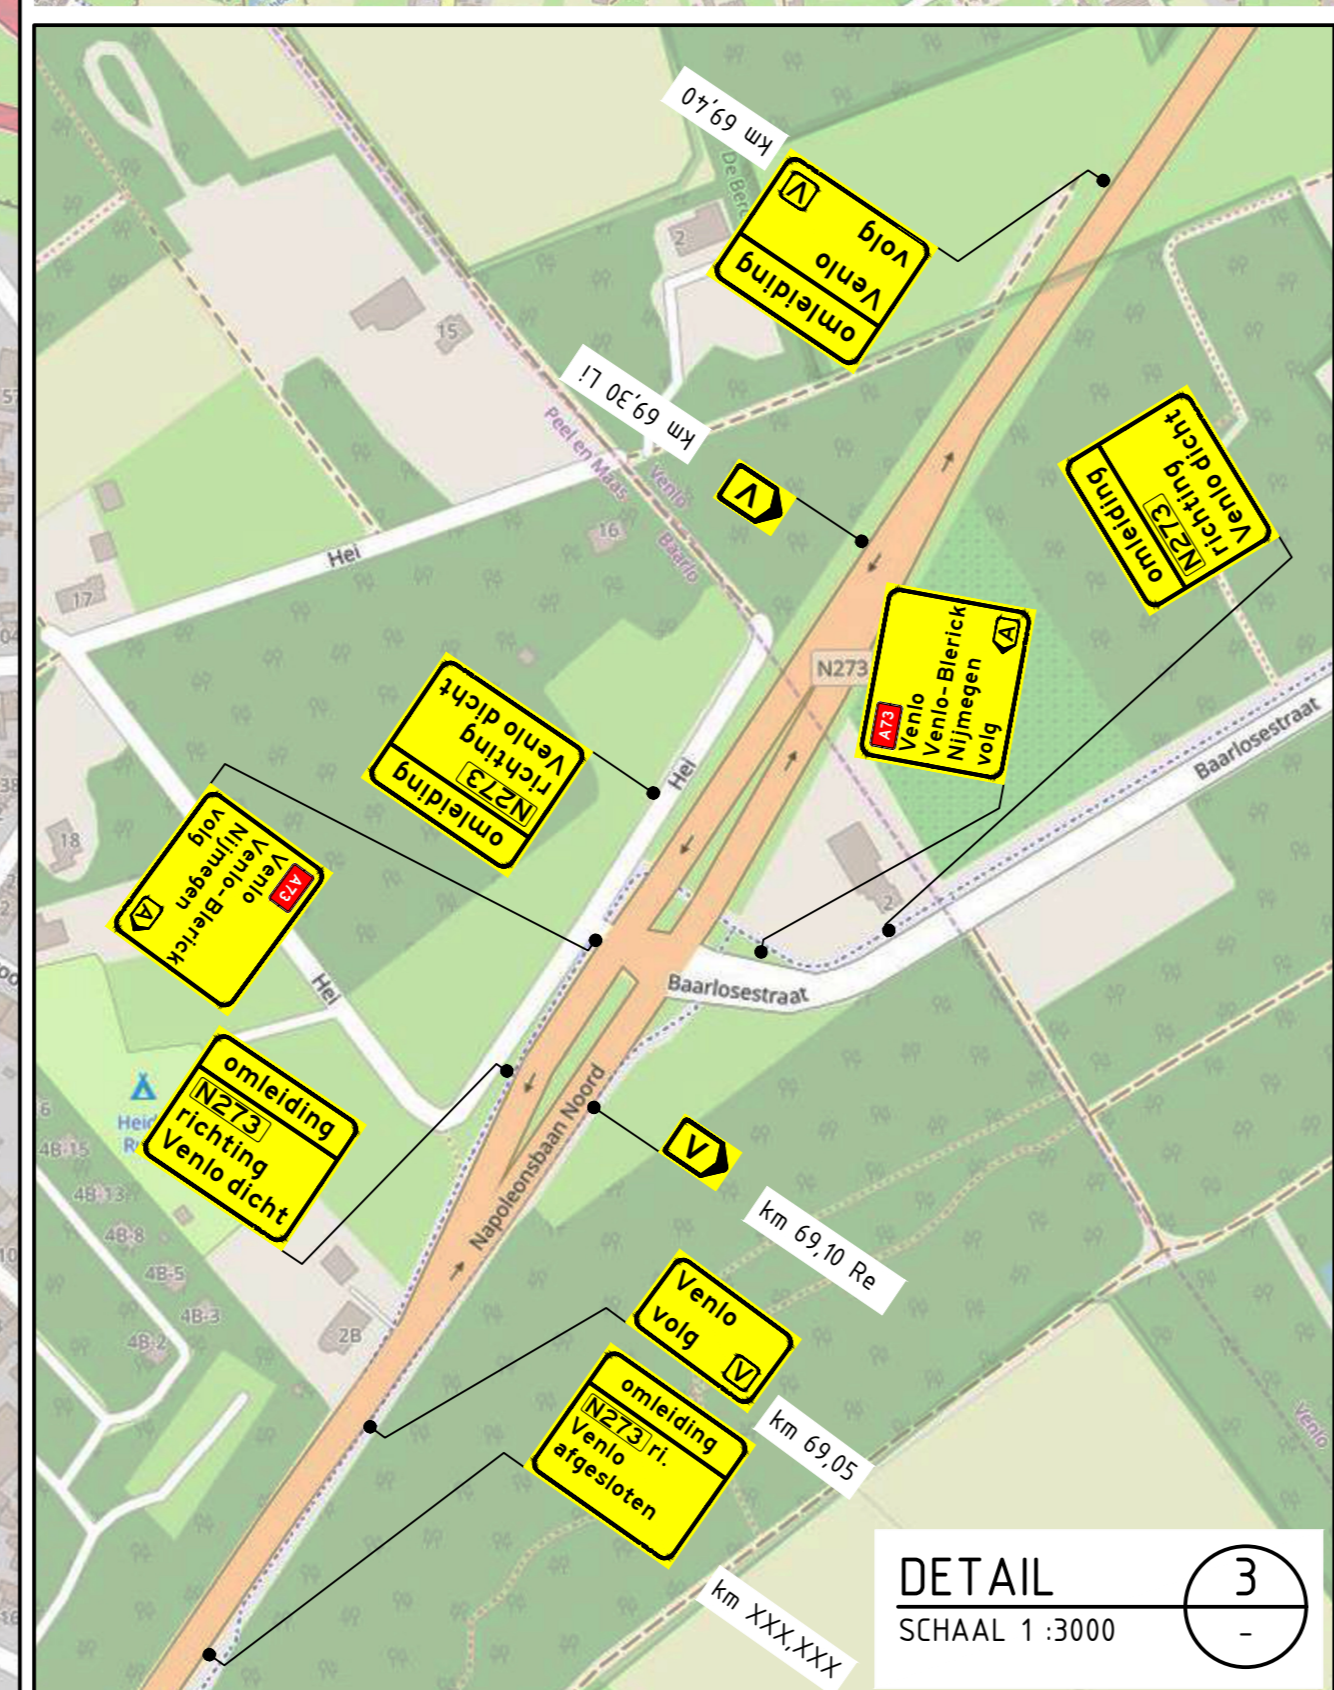 km 69,40
omleiding
Venlo
volg
V
De Ber
2
15
km 69,30 Li
V
Peel en Maas
Venlo
Baarlo
16
Hei
17
omleiding
N273
richting
Venlo dicht
N273
A73
Venlo
Venlo-Blerick
Nijmegen
volg
A
omleiding
N273
richting
Venlo dicht
Baarlosestraat
Hei
18
A73
Venlo
Venlo-Blerick
Nijmegen
volg
A
Hei
2
Baarlosestraat
omleiding
N273
richting
Venlo dicht
Napoleonsbaan Noord
V
km 69,10 Re
6
4B-15
4B-13
4B-8
4B-5
4B-3
4B-2
2B
Venlo
volg
V
km 69,05
omleiding
N273 ri.
Venlo
afgesloten
km XXX,XXX
Venlo
DETAIL
3
SCHAAL 1 :3000
-